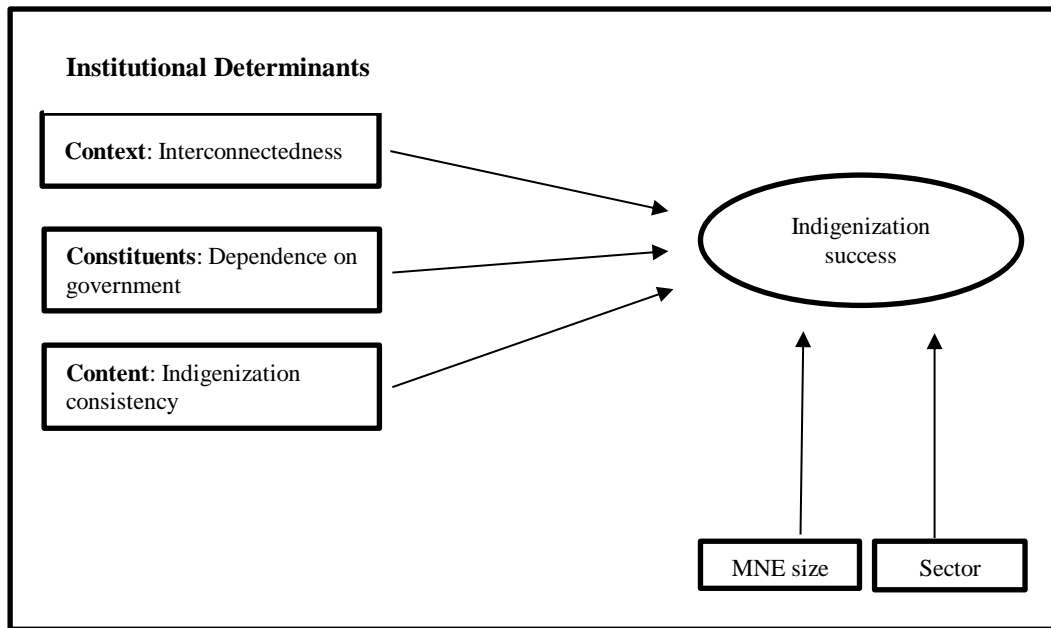 Institutional Determinants
Context: Interconnectedness
Constituents: Dependence on
government
Content: Indigenization
consistency
Indigenization
success
MNE size
Sector